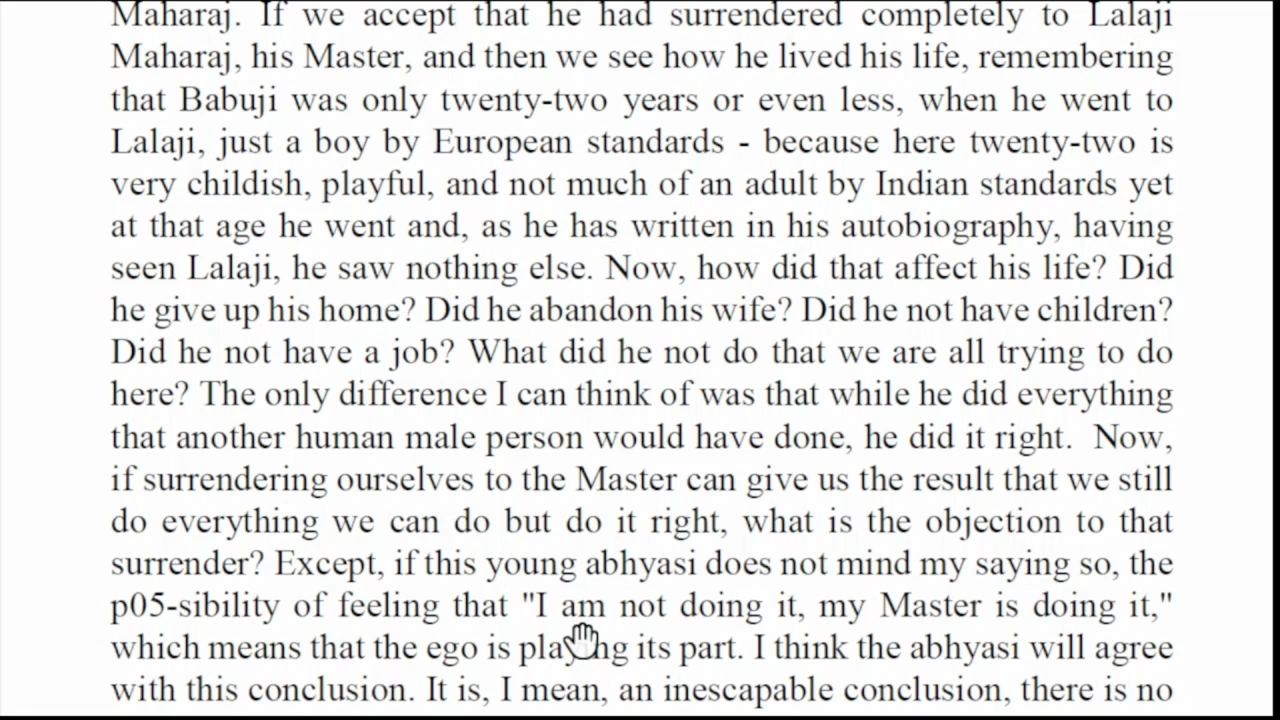 Maharaj. If we accept that he had surrendered completely to Lalaji
Maharaj, his Master, and then we see how he lived his life, remembering
that Babuji was only twenty-two years or even less, when he went to
Lalaji, just a boy by European standards - because here twenty-two is
very childish, playful, and not much of an adult by Indian standards yet
at that age he went and, as he has written in his autobiography, having
seen Lalaji, he saw nothing else. Now, how did that affect his life? Did
he give up his home? Did he abandon his wife? Did he not have children?
Did he not have a job? What did he not do that we are all trying to do
here? The only difference I can think of was that while he did everything
that another human male person would have done, he did it right. Now,
if surrendering ourselves to the Master can give us the result that we still
do everything we can do but do it right, what is the objection to that
surrender? Except, if this young abhyasi does not mind my saying so, the
p05-sibility of feeling that "I am not doing it, my Master is doing it,"
which means that the ego is playing its part. I think the abhyasi will agree
with this conclusion. It is, I mean, an inescapable conclusion, there is no